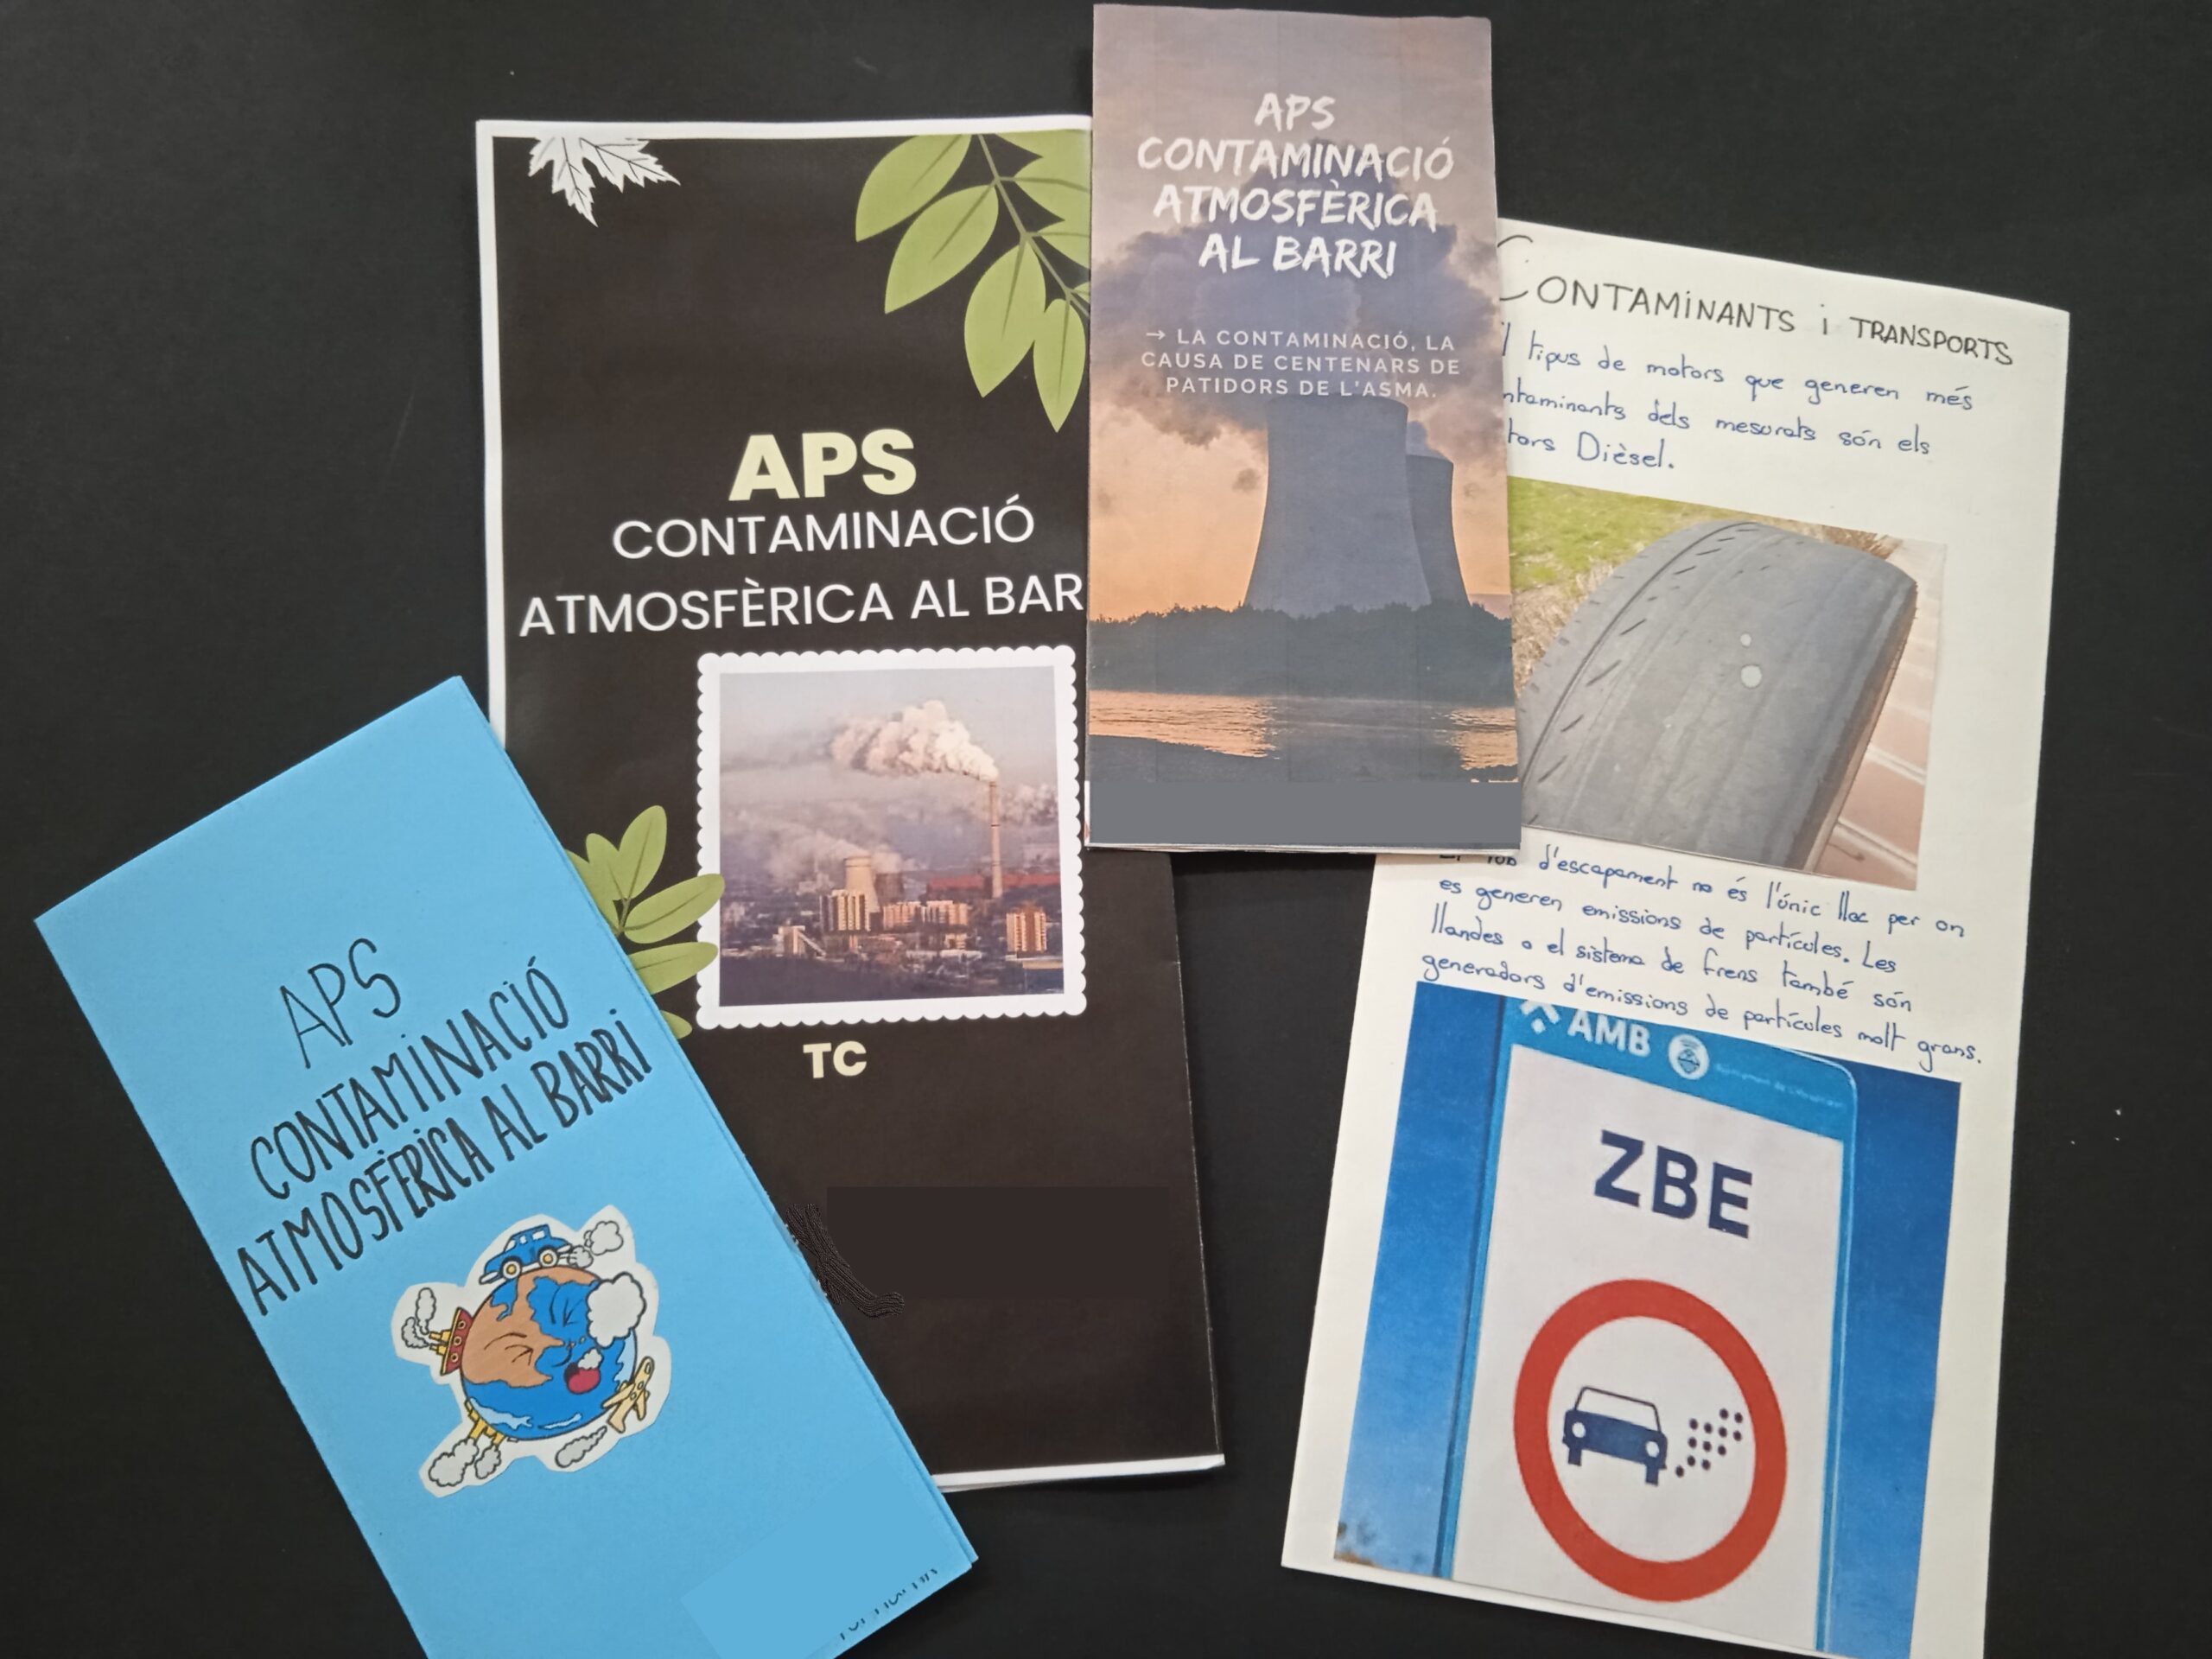 APS
CONTAMINACIÓ
ATMOSFÈRICA AL BARRI
APS
CONTAMINACIÓ
ATMOSFÈRICA AL BAR
TC
APS
CONTAMINACIÓ
ATMOSFÈRICA
AL BARRI
→ LA CONTAMINACIÓ, LA
CAUSA DE CENTENARS DE
PATIDORS DE L'ASMA.
CONTAMINANTS i TRANSPORTS
tipus de motors que generen més
ntaminants dels mesurats són els
tors Dièsel.
tub d'escapament no és l'únic lloc per on
es generen emissions de partícules. Les
llandes o el sistema de frens també són
generadors d'emissions de partícules molt grans.
AMB
ZBE